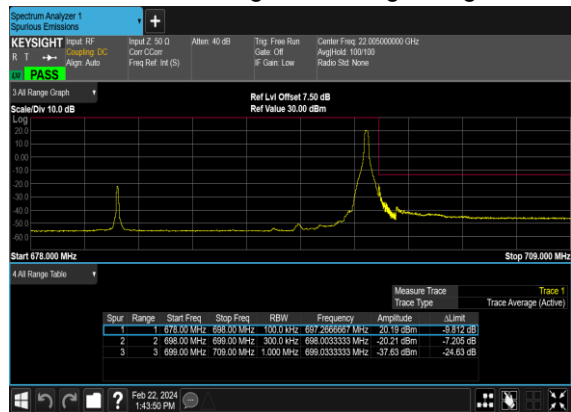 Spectrum Analyzer 1
Spurious Emissions
KEYSIGHT Input: RF Input Z: 50 Ω Atten: 40 dB Trig: Free Run Center Freq: 22.005000000 GHz
R T Coupling: DC Corr CCorr Gate: Off Avg|Hold: 100/100
Align: Auto Freq Ref: Int (S) IF Gain: Low Radio Std: None
PASS
3 All Range Graph
Ref Lvl Offset 7.50 dB
Scale/Div 10.0 dB Ref Value 30.00 dBm
Log
20.0
10.0
0.00
-10.0
-20.0
-30.0
-40.0
-50.0
-60.0
Start 678.000 MHz Stop 709.000 MHz
4 All Range Table
Measure Trace Trace 1
Trace Type Trace Average (Active)
Spur Range Start Freq Stop Freq RBW Frequency Amplitude ΔLimit
1 1 678.00 MHz 698.00 MHz 100.0 kHz 697.2666667 MHz 20.19 dBm -9.812 dB
2 2 698.00 MHz 699.00 MHz 300.0 kHz 698.0033333 MHz -20.21 dBm -7.205 dB
3 3 699.00 MHz 709.00 MHz 1.000 MHz 699.0333333 MHz -37.63 dBm -24.63 dB
? Feb 22, 2024
1:43:50 PM